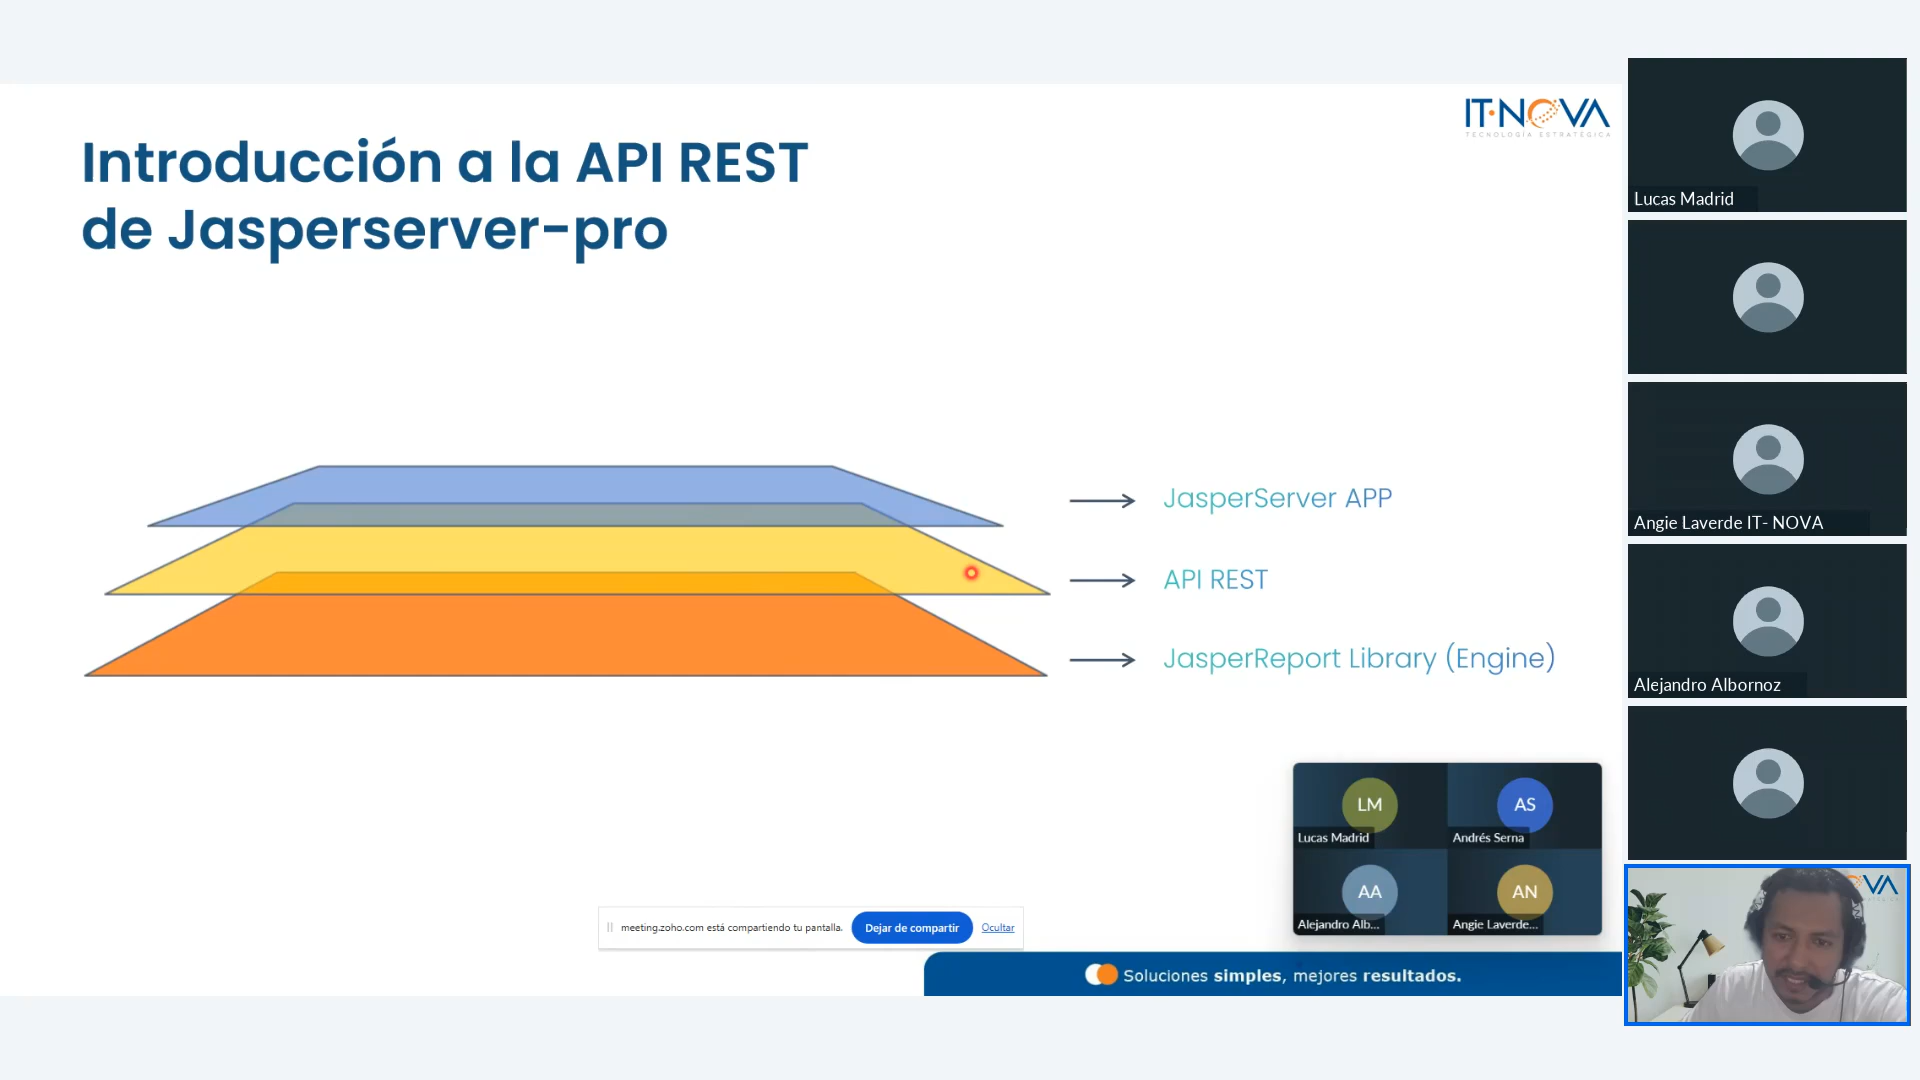 IT·NOVA
TECNOLOGÍA ESTRATÉGICA
Introducción a la API REST
de Jasperserver-pro
JasperServer APP
API REST
JasperReport Library (Engine)
LM
Lucas Madrid
AS
Andrés Serna
AA
Alejandro Alb...
AN
Angie Laverde...
meeting.zoho.com está compartiendo tu pantalla.
Dejar de compartir
Ocultar
Soluciones simples, mejores resultados.
Lucas Madrid
Angie Laverde IT- NOVA
Alejandro Albornoz
VA